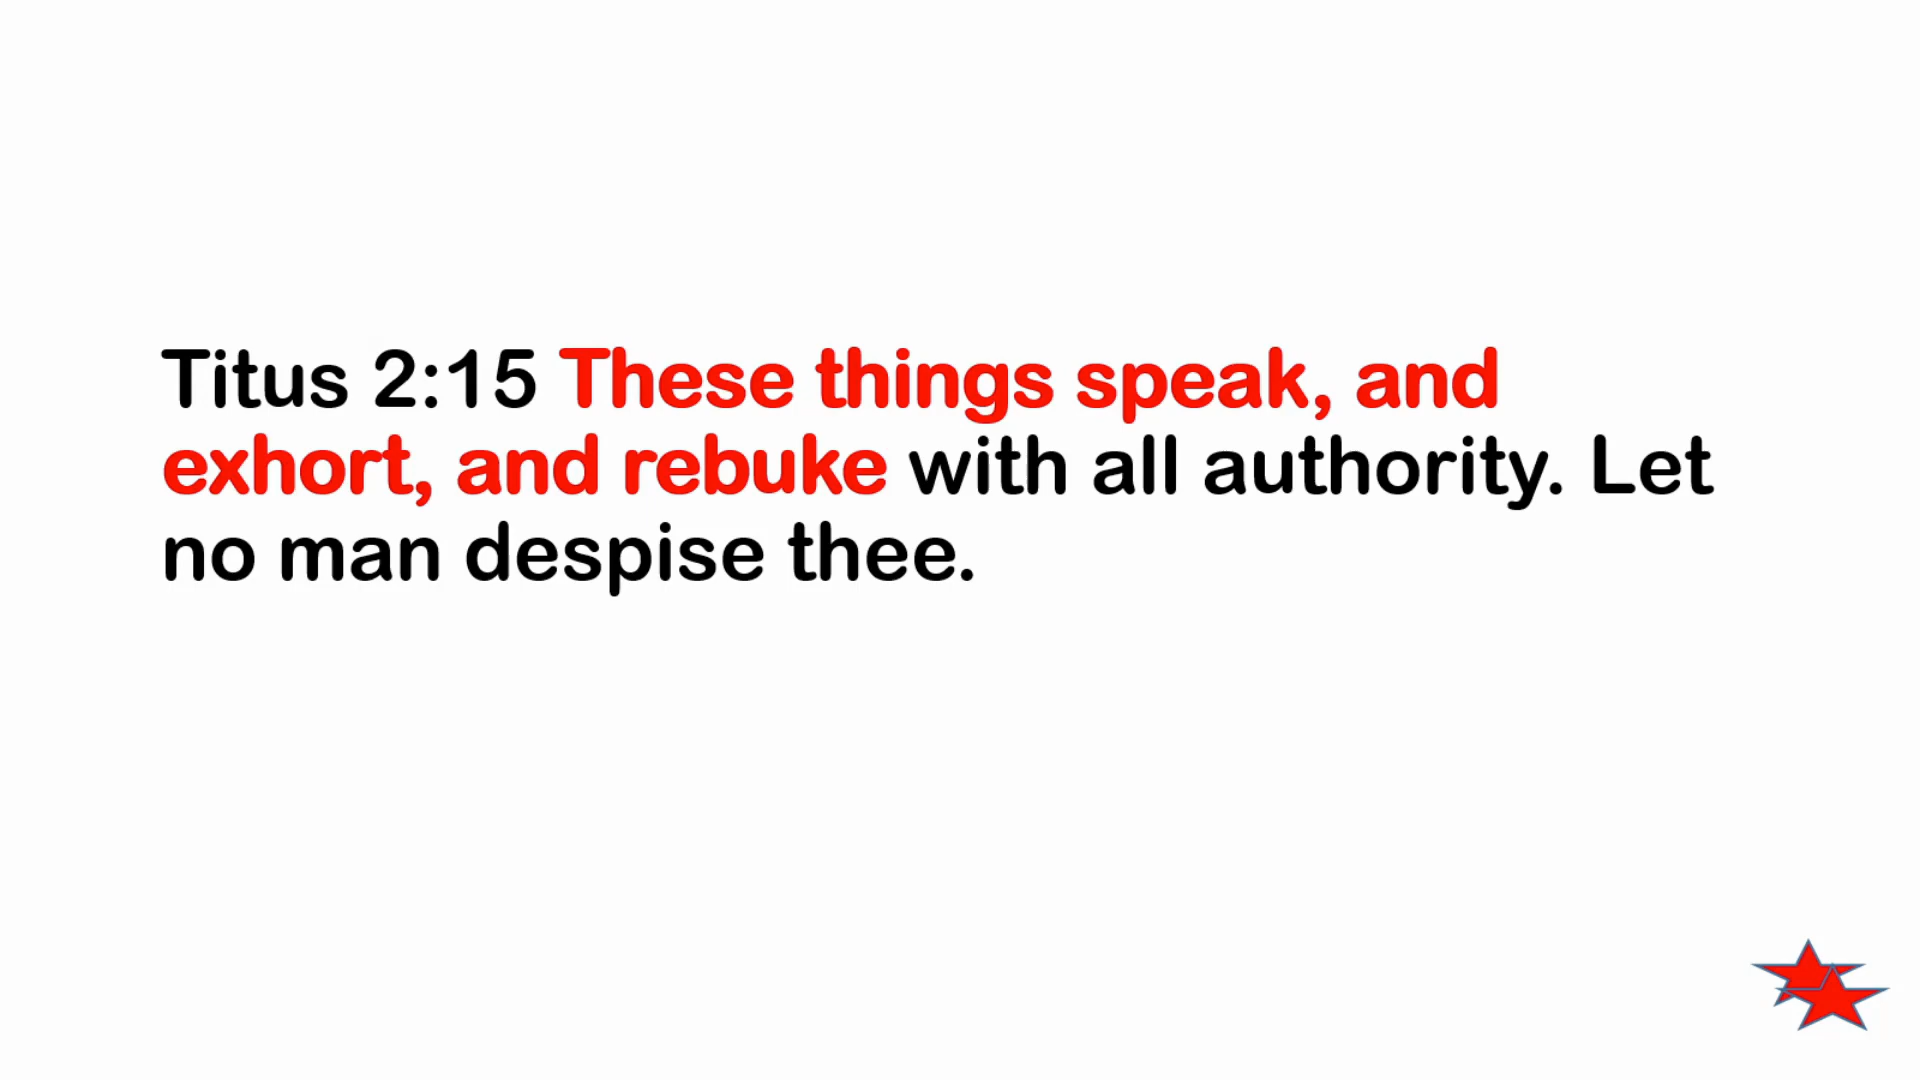 Titus 2:15 These things speak, and
exhort, and rebuke with all authority. Let
no man despise thee.